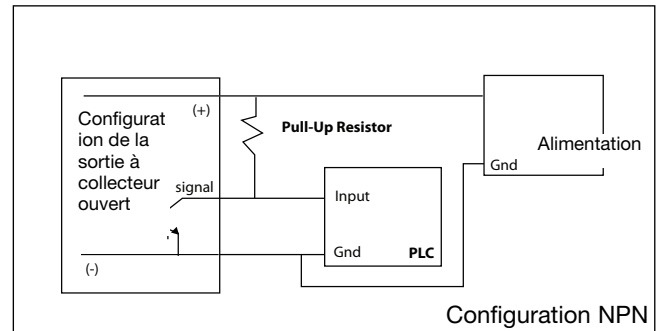 (+)
Configurat
ion de la
sortie à
collecteur
ouvert
Pull-Up Resistor
Alimentation
Gnd
signal
Input
Gnd PLC
(-)
Configuration NPN